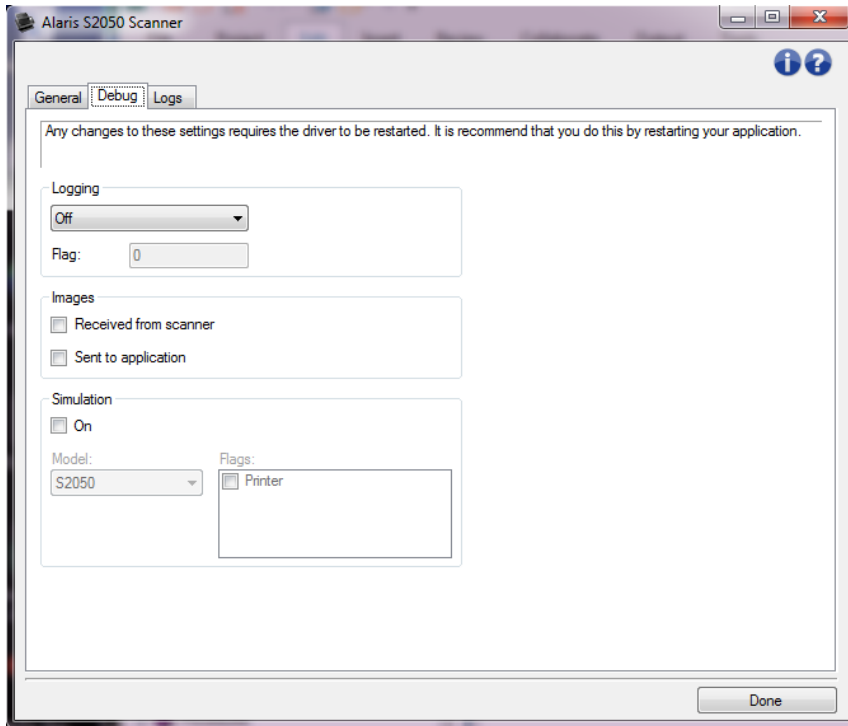 Alaris S2050 Scanner
General Debug Logs
Any changes to these settings requires the driver to be restarted. It is recommend that you do this by restarting your application.
Logging
Off
Flag: 0
Images
Received from scanner
Sent to application
Simulation
On
Model: Flags:
S2050 Printer
Done